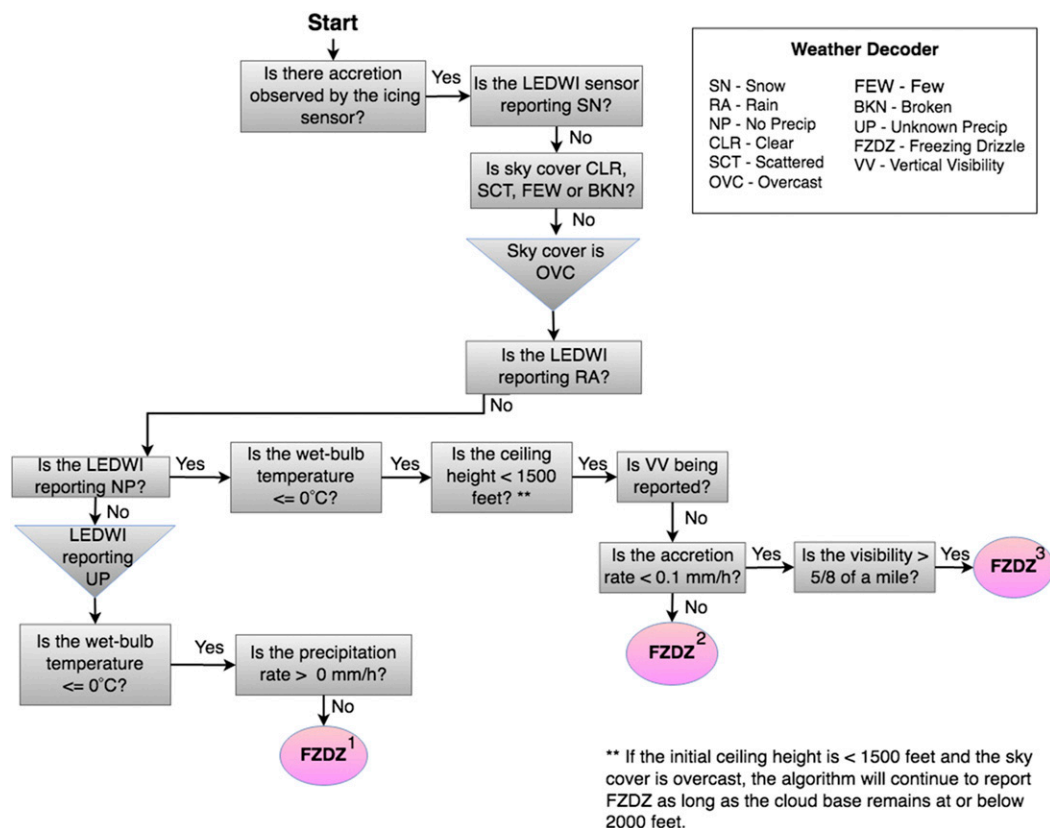 Start
Is there accretion
observed by the icing
sensor?
Yes
Is the LEDWI sensor
reporting SN?
No
Is sky cover CLR,
SCT, FEW or BKN?
No
Sky cover is
OVC
Is the LEDWI
reporting RA?
No
Is the LEDWI
reporting NP?
Yes
Is the wet-bulb
temperature
<= 0°C?
Yes
Is the ceiling
height < 1500
feet? **
Yes
Is VV being
reported?
No
Is the accretion
rate < 0.1 mm/h?
Yes
Is the visibility >
5/8 of a mile?
Yes
FZDZ3
No
FZDZ2
No
LEDWI
reporting
UP
Is the wet-bulb
temperature
<= 0°C?
Yes
Is the precipitation
rate > 0 mm/h?
No
FZDZ1
Weather Decoder
SN - Snow
RA - Rain
NP - No Precip
CLR - Clear
SCT - Scattered
OVC - Overcast
FEW - Few
BKN - Broken
UP - Unknown Precip
FZDZ - Freezing Drizzle
VV - Vertical Visibility
** If the initial ceiling height is < 1500 feet and the sky
cover is overcast, the algorithm will continue to report
FZDZ as long as the cloud base remains at or below
2000 feet.